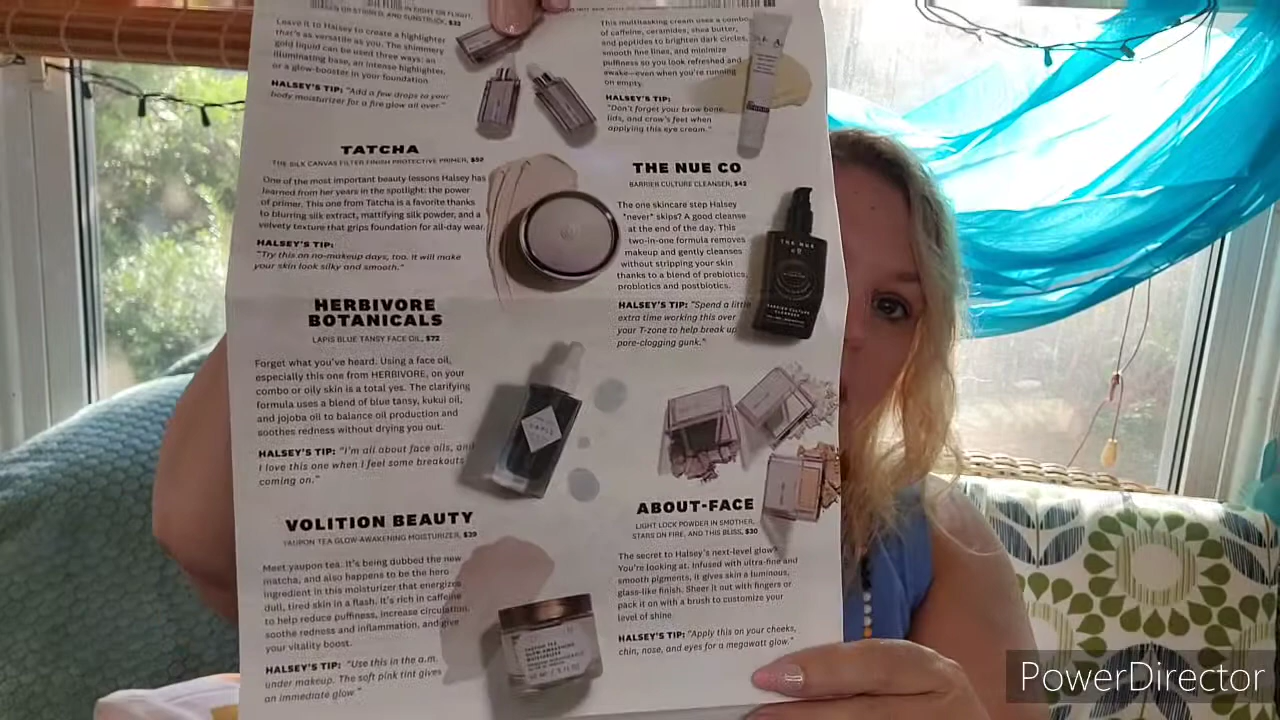 Leave it to Halsey to create a highlighter
that's as versatile as you. The shimmery
gold liquid can be used three ways: an
illuminating base, an intense highlighter,
or a glow-booster in your foundation.
HALSEY'S TIP: "Add a few drops to your
body moisturizer for a fire glow all over."
TATCHA
THE SILK CANVAS FILTER FINISH PROTECTIVE PRIMER, $52
One of the most important beauty lessons Halsey has
learned from her years in the spotlight: the power
of primer. This one from Tatcha is a favorite thanks
to blurring silk extract, mattifying silk powder, and a
velvety texture that grips foundation for all-day wear.
HALSEY'S TIP:
"Try this on no-makeup days, too. It will make
your skin look silky and smooth."
HERBIVORE
BOTANICALS
LAPIS BLUE TANSY FACE OIL, $72
Forget what you've heard. Using a face oil,
especially this one from HERBIVORE, on your
combo or oily skin is a total yes. The clarifying
formula uses a blend of blue tansy, kukui oil,
and jojoba oil to balance oil production and
soothes redness without drying you out.
HALSEY'S TIP: "I'm all about face oils, and
I love this one when I feel some breakouts
coming on."
VOLITION BEAUTY
YAUPON TEA GLOW-AWAKENING MOISTURIZER, $39
Meet yaupon tea. It's being dubbed the new
matcha, and also happens to be the hero
ingredient in this moisturizer that energizes
dull, tired skin in a flash. It's rich in caffeine
to help reduce puffiness, increase circulation,
soothe redness and inflammation, and give
your vitality boost.
HALSEY'S TIP: "Use this in the a.m.
under makeup. The soft pink tint gives
an immediate glow."
This multitasking cream uses a combo
of caffeine, ceramides, shea butter,
and peptides to brighten dark circles,
smooth fine lines, and minimize
puffiness so you look refreshed and
awake—even when you're running
on empty.
HALSEY'S TIP:
"Don't forget your brow bone,
lids, and crow's feet when
applying this eye cream."
THE NUE CO
BARRIER CULTURE CLEANSER, $42
The one skincare step Halsey
*never* skips? A good cleanse
at the end of the day. This
two-in-one formula removes
makeup and gently cleanses
without stripping your skin
thanks to a blend of prebiotics,
probiotics and postbiotics.
HALSEY'S TIP: "Spend a little
extra time working this over
your T-zone to help break up
pore-clogging gunk."
THE NUE
CO
BARRIER CULTURE
CLEANSER
LAPIS
ABOUT-FACE
LIGHT LOCK POWDER IN SMOTHER,
STARS ON FIRE, AND THIS BLISS, $30
The secret to Halsey's next-level glow?
You're looking at. Infused with ultra-fine and
smooth pigments, it gives skin a luminous,
glass-like finish. Sheer it out with fingers or
pack it on with a brush to customize your
level of shine.
HALSEY'S TIP: "Apply this on your cheeks,
chin, nose, and eyes for a megawatt glow."
YAUPON TEA
GLOW-AWAKENING
MOISTURIZER
PowerDirector